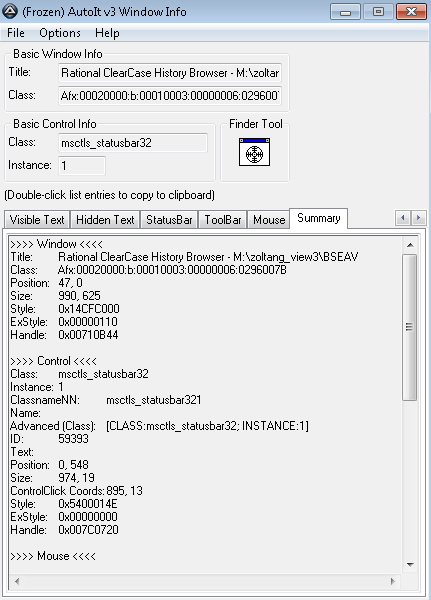 (Frozen) AutoIt v3 Window Info
File Options Help
Basic Window Info
Title: Rational ClearCase History Browser - M:\zoltar
Class: Afx:00020000:b:00010003:00000006:029600
Basic Control Info
Class: msctls_statusbar32
Instance: 1
Finder Tool
(Double-click list entries to copy to clipboard)
Visible Text Hidden Text StatusBar ToolBar Mouse Summary
>>>> Window <<<<
Title: Rational ClearCase History Browser - M:\zoltang_view3\BSEAV
Class: Afx:00020000:b:00010003:00000006:0296007B
Position: 47, 0
Size: 990, 625
Style: 0x14CFC000
ExStyle: 0x00000110
Handle: 0x00710B44
>>>> Control <<<<
Class: msctls_statusbar32
Instance: 1
ClassnameNN: msctls_statusbar321
Name:
Advanced (Class): [CLASS:msctls_statusbar32; INSTANCE:1]
ID: 59393
Text:
Position: 0, 548
Size: 974, 19
ControlClick Coords: 895, 13
Style: 0x5400014E
ExStyle: 0x00000000
Handle: 0x007C0720
>>>> Mouse <<<<